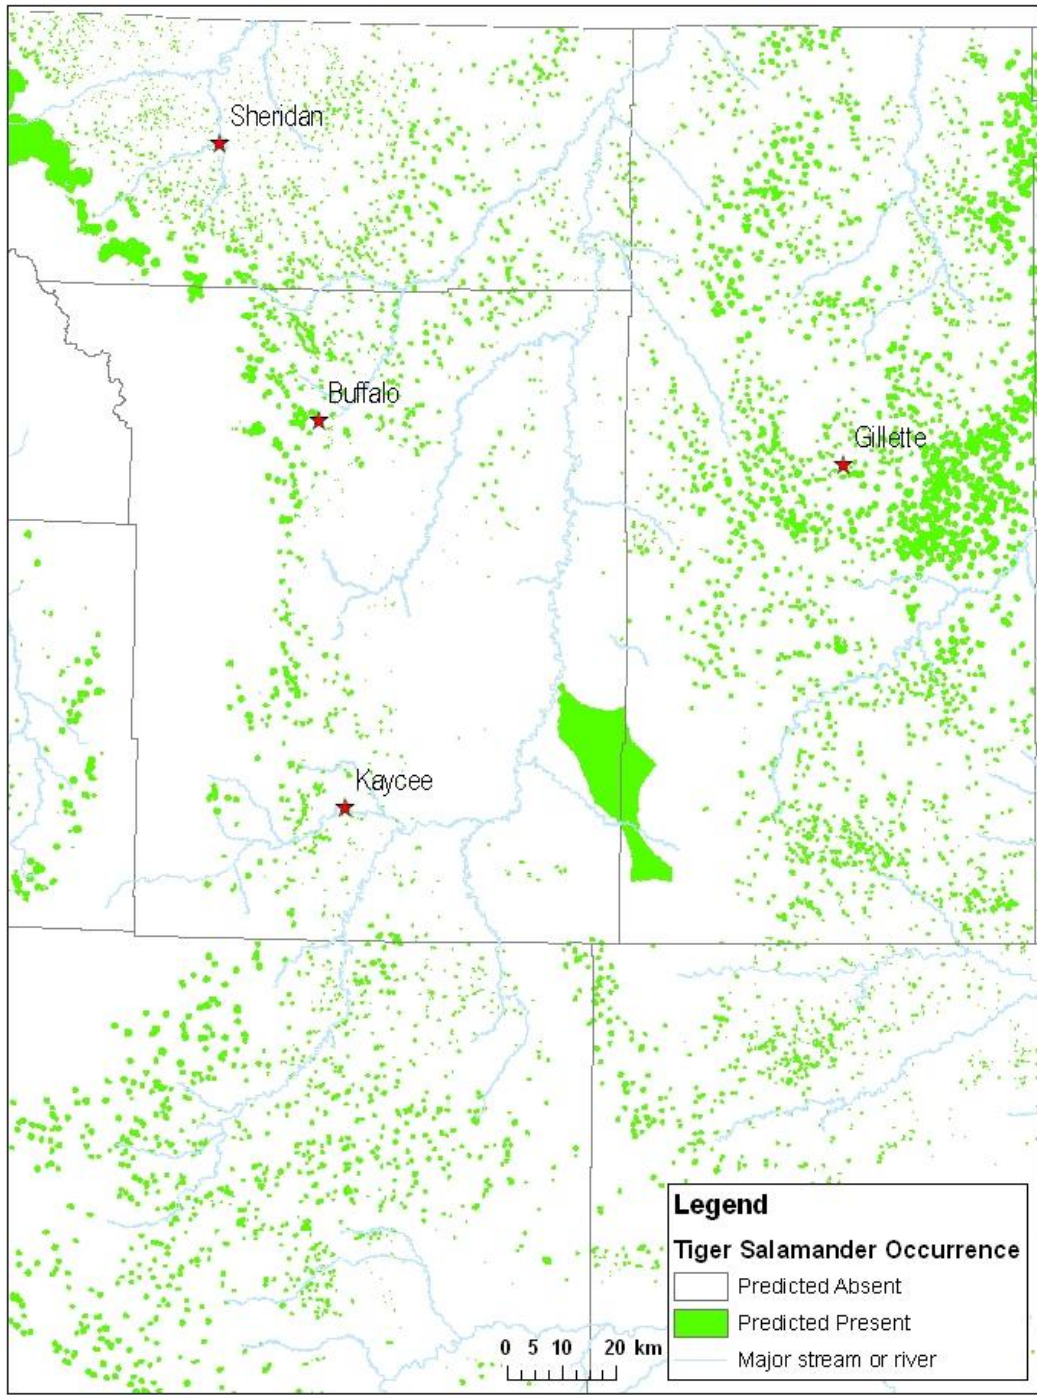 Sheridan
Buffalo
Gillette
Kaycee
Legend
Tiger Salamander Occurrence
Predicted Absent
Predicted Present
Major stream or river
0 5 10 20 km